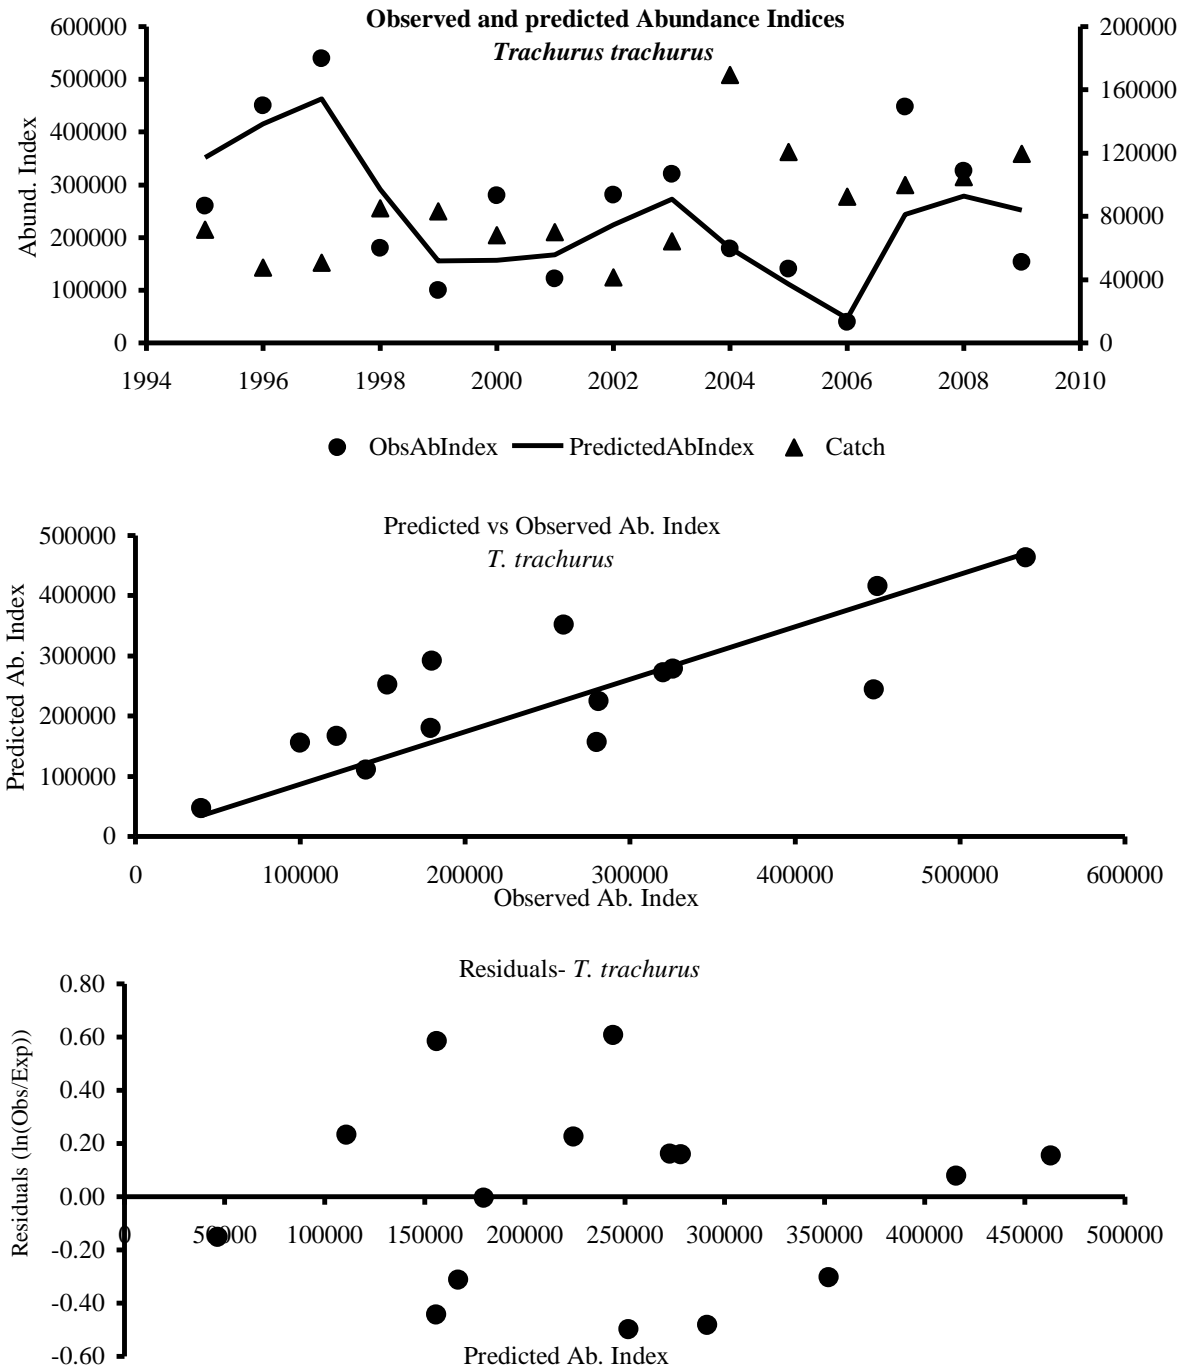 Observed and predicted Abundance Indices
Trachurus trachurus
600000
500000
400000
300000
200000
100000
0
Abund. Index
200000
160000
120000
80000
40000
0
1994 1996 1998 2000 2002 2004 2006 2008 2010
ObsAbIndex PredictedAbIndex Catch
Predicted vs Observed Ab. Index
T. trachurus
500000
400000
300000
200000
100000
0
Predicted Ab. Index
0 100000 200000 300000 400000 500000 600000
Observed Ab. Index
Residuals- T. trachurus
0.80
0.60
0.40
0.20
0.00
-0.20
-0.40
-0.60
Residuals (ln(Obs/Exp))
0 50000 100000 150000 200000 250000 300000 350000 400000 450000 500000
Predicted Ab. Index